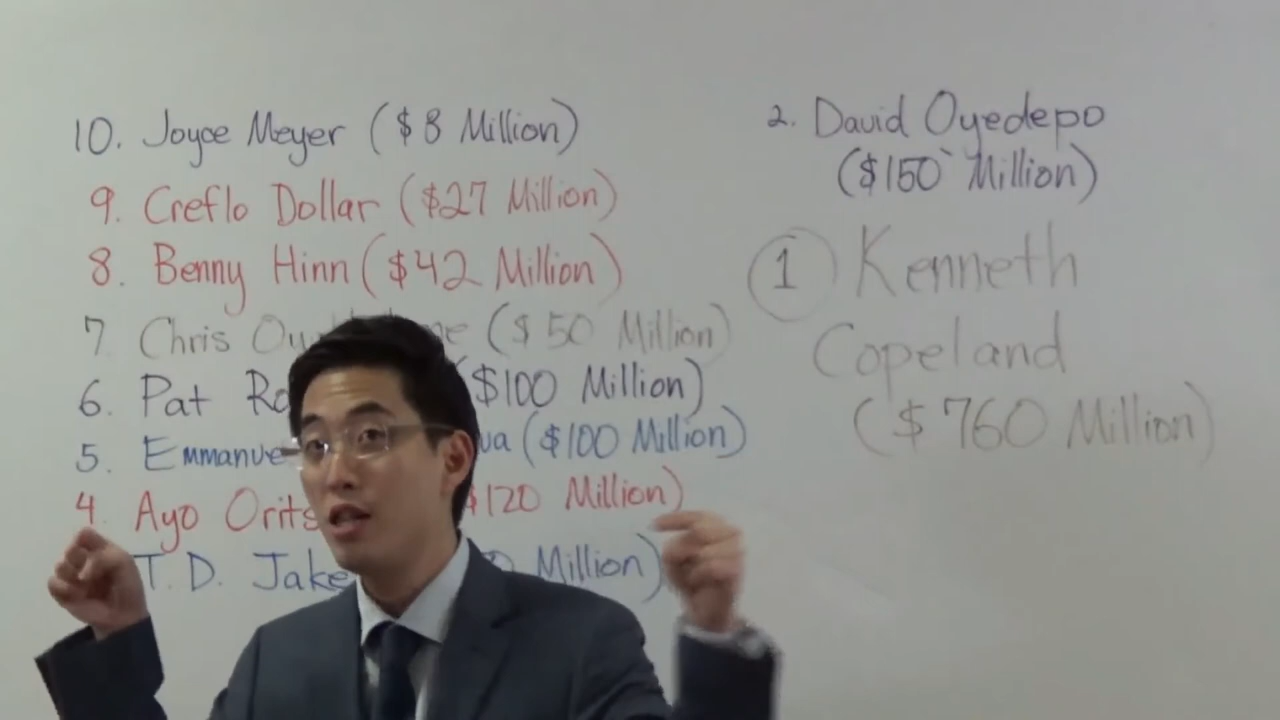 10. Joyce Meyer ($8 Million)
9. Creflo Dollar ($27 Million)
8. Benny Hinn ($42 Million)
7 Chris ($50 Million)
6. Pat ($100 Million)
5. ($100 Million)
4. Ayo $120 Million)
T. D. Million)
2. David Oyedepo
($150 Million)
1 Kenneth
Copeland
($760 Million)